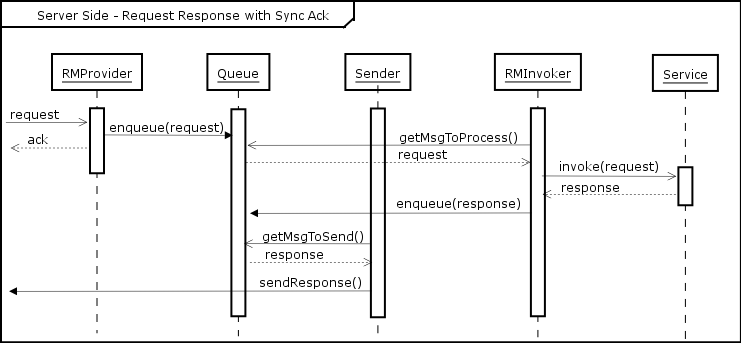 Server Side - Request Response with Sync Ack
RMProvider
Queue
Sender
RMInvoker
Service
request
enqueue(request)
ack
getMsgToProcess()
request
invoke(request)
response
enqueue(response)
getMsgToSend()
response
sendResponse()